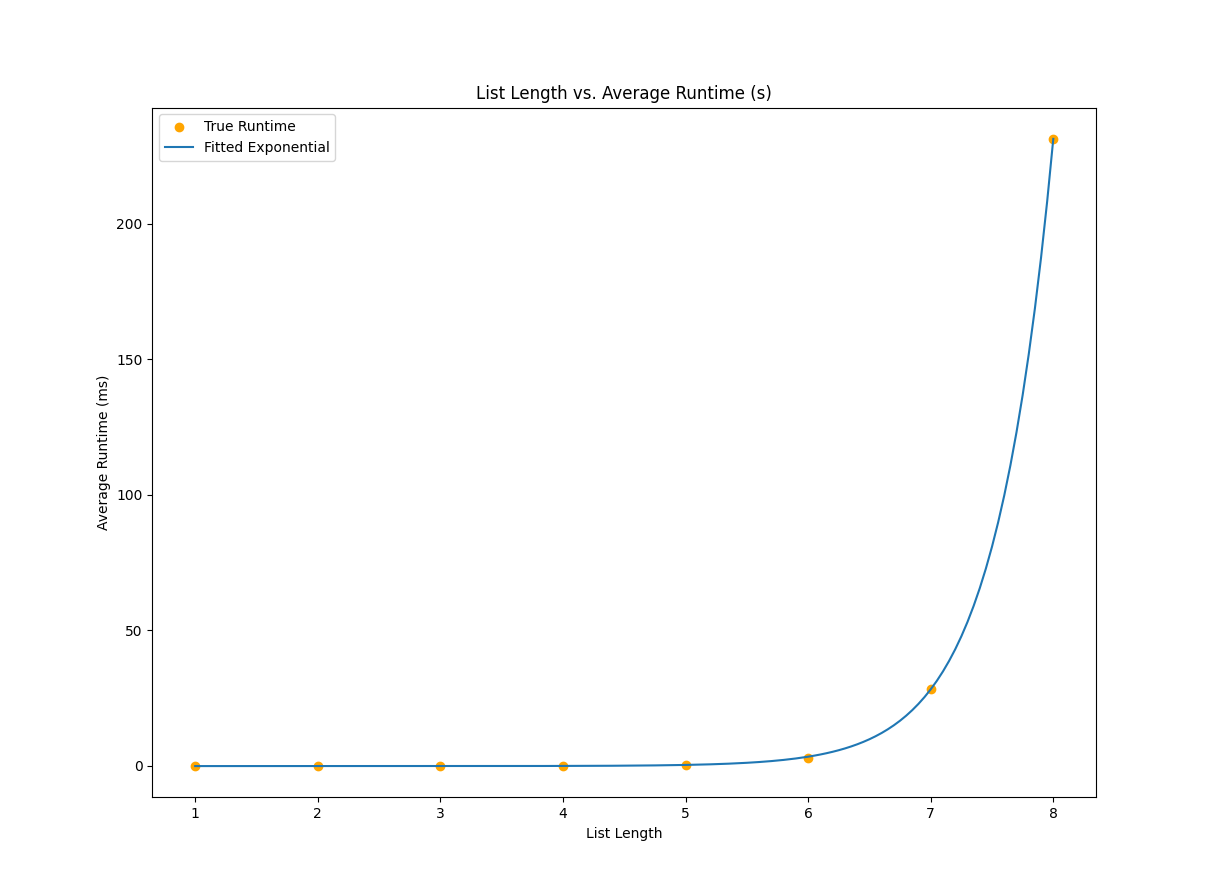 List Length vs. Average Runtime (s)
True Runtime
Fitted Exponential
Average Runtime (ms)
200
150
100
50
0
1 2 3 4 5 6 7 8
List Length